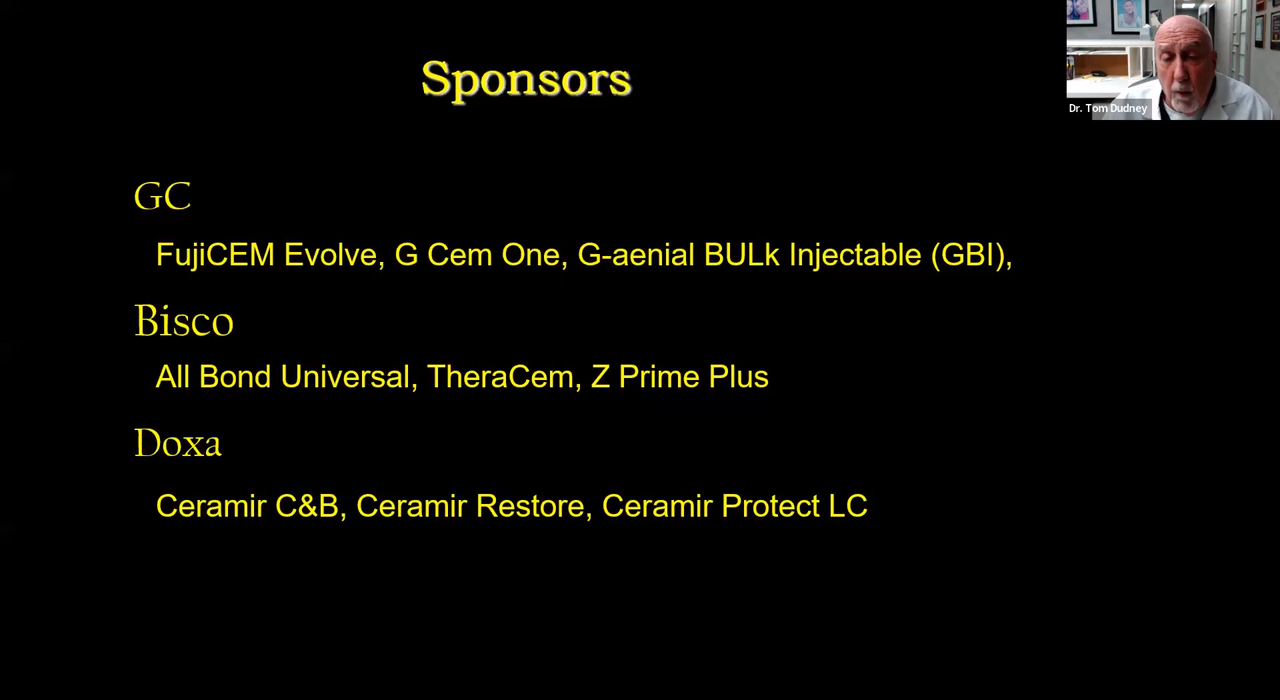 Sponsors
Dr. Tom Dudney
GC
FujiCEM Evolve, G Cem One, G-aenial BULk Injectable (GBI),
Bisco
All Bond Universal, TheraCem, Z Prime Plus
Doxa
Ceramir C&B, Ceramir Restore, Ceramir Protect LC